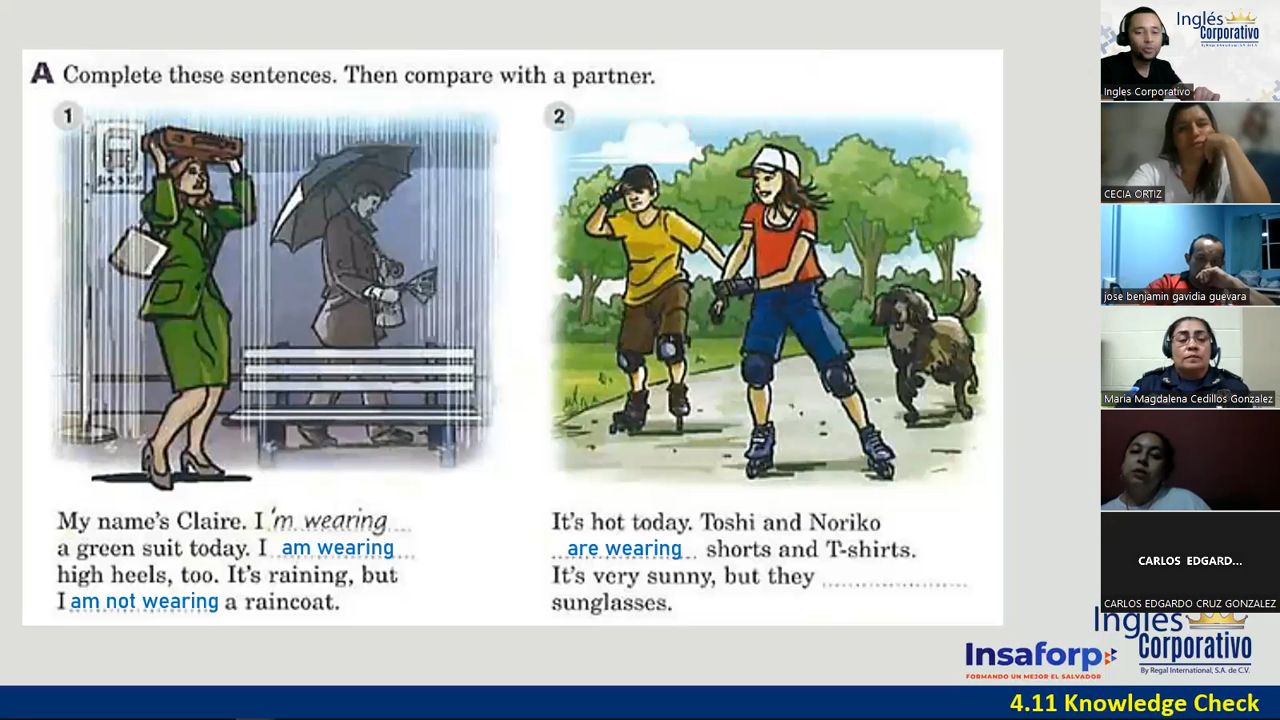 A Complete these sentences. Then compare with a partner.
1
My name's Claire. I 'm wearing
a green suit today. I am wearing
high heels, too. It's raining, but
I am not wearing a raincoat.
2
It's hot today. Toshi and Noriko
are wearing shorts and T-shirts.
It's very sunny, but they
sunglasses.
Inglés
Corporativo
By Regal International, S.A. de C.V.
Ingles Corporativo
CECIA ORTIZ
jose benjamin gavidia guevara
Maria Magdalena Cedillos Gonzalez
CARLOS EDGARD...
CARLOS EDGARDO CRUZ GONZALEZ
Insaforp
FORMANDO UN MEJOR EL SALVADOR
Inglés
Corporativo
By Regal International, S.A. de C.V.
4.11 Knowledge Check